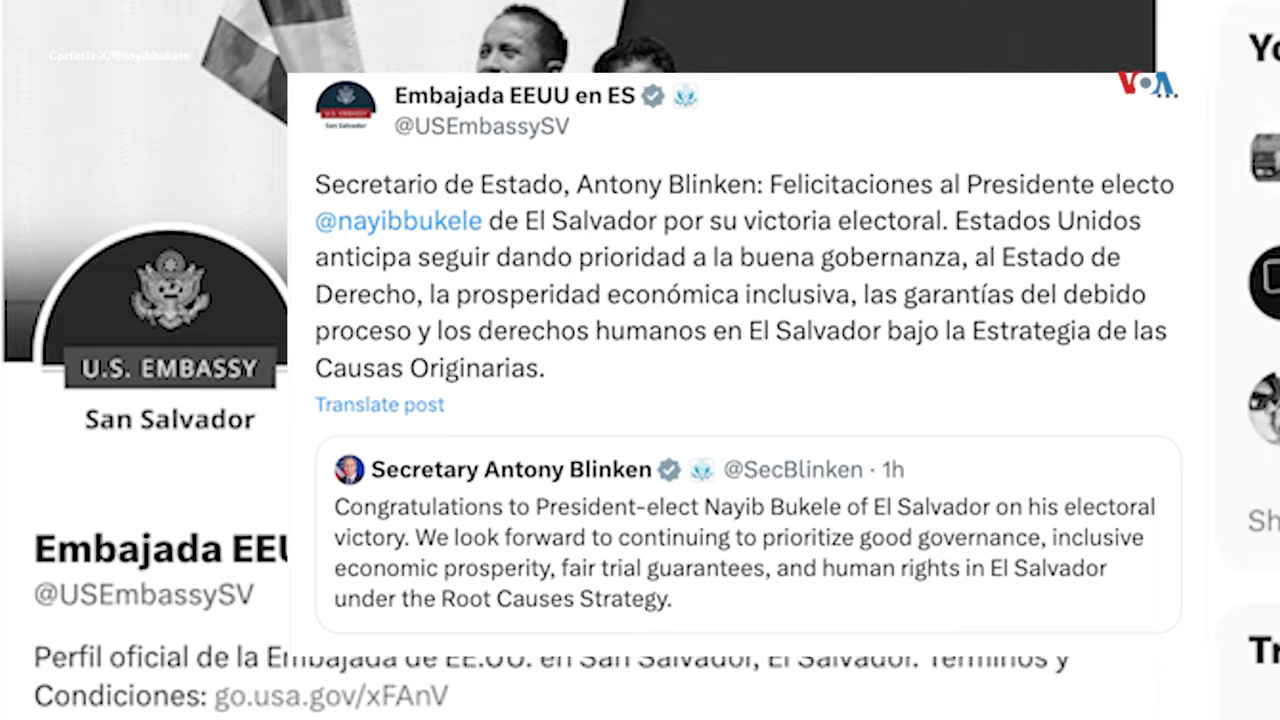 Cortesía X/@nayibbukele
VOA
Embajada EEUU en ES
@USEmbassySV
Secretario de Estado, Antony Blinken: Felicitaciones al Presidente electo
@nayibbukele de El Salvador por su victoria electoral. Estados Unidos
anticipa seguir dando prioridad a la buena gobernanza, al Estado de
Derecho, la prosperidad económica inclusiva, las garantías del debido
proceso y los derechos humanos en El Salvador bajo la Estrategia de las
Causas Originarias.
Translate post
Secretary Antony Blinken @SecBlinken · 1h
Congratulations to President-elect Nayib Bukele of El Salvador on his electoral
victory. We look forward to continuing to prioritize good governance, inclusive
economic prosperity, fair trial guarantees, and human rights in El Salvador
under the Root Causes Strategy.
U.S. EMBASSY
San Salvador
Embajada EEU
@USEmbassySV
Perfil oficial de la Embajada de EE.UU. en San Salvador, El Salvador. Términos y
Condiciones: go.usa.gov/xFAnV
Yo
Sh
Tr